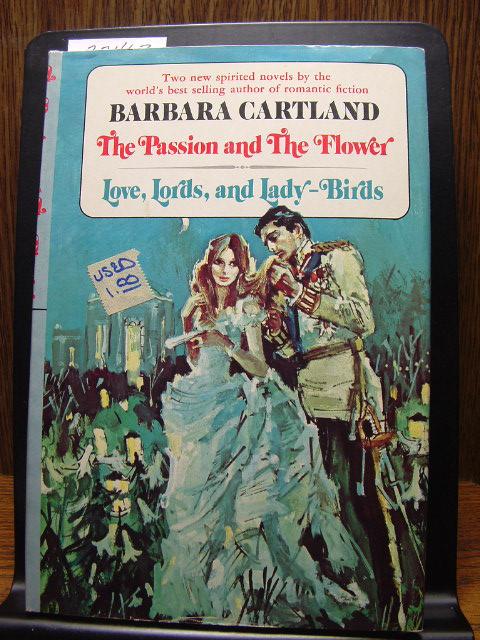 Two new spirited novels by the
world's best selling author of romantic fiction
BARBARA CARTLAND
The Passion and The Flower
Love, Lords, and Lady-Birds
USED
1.00